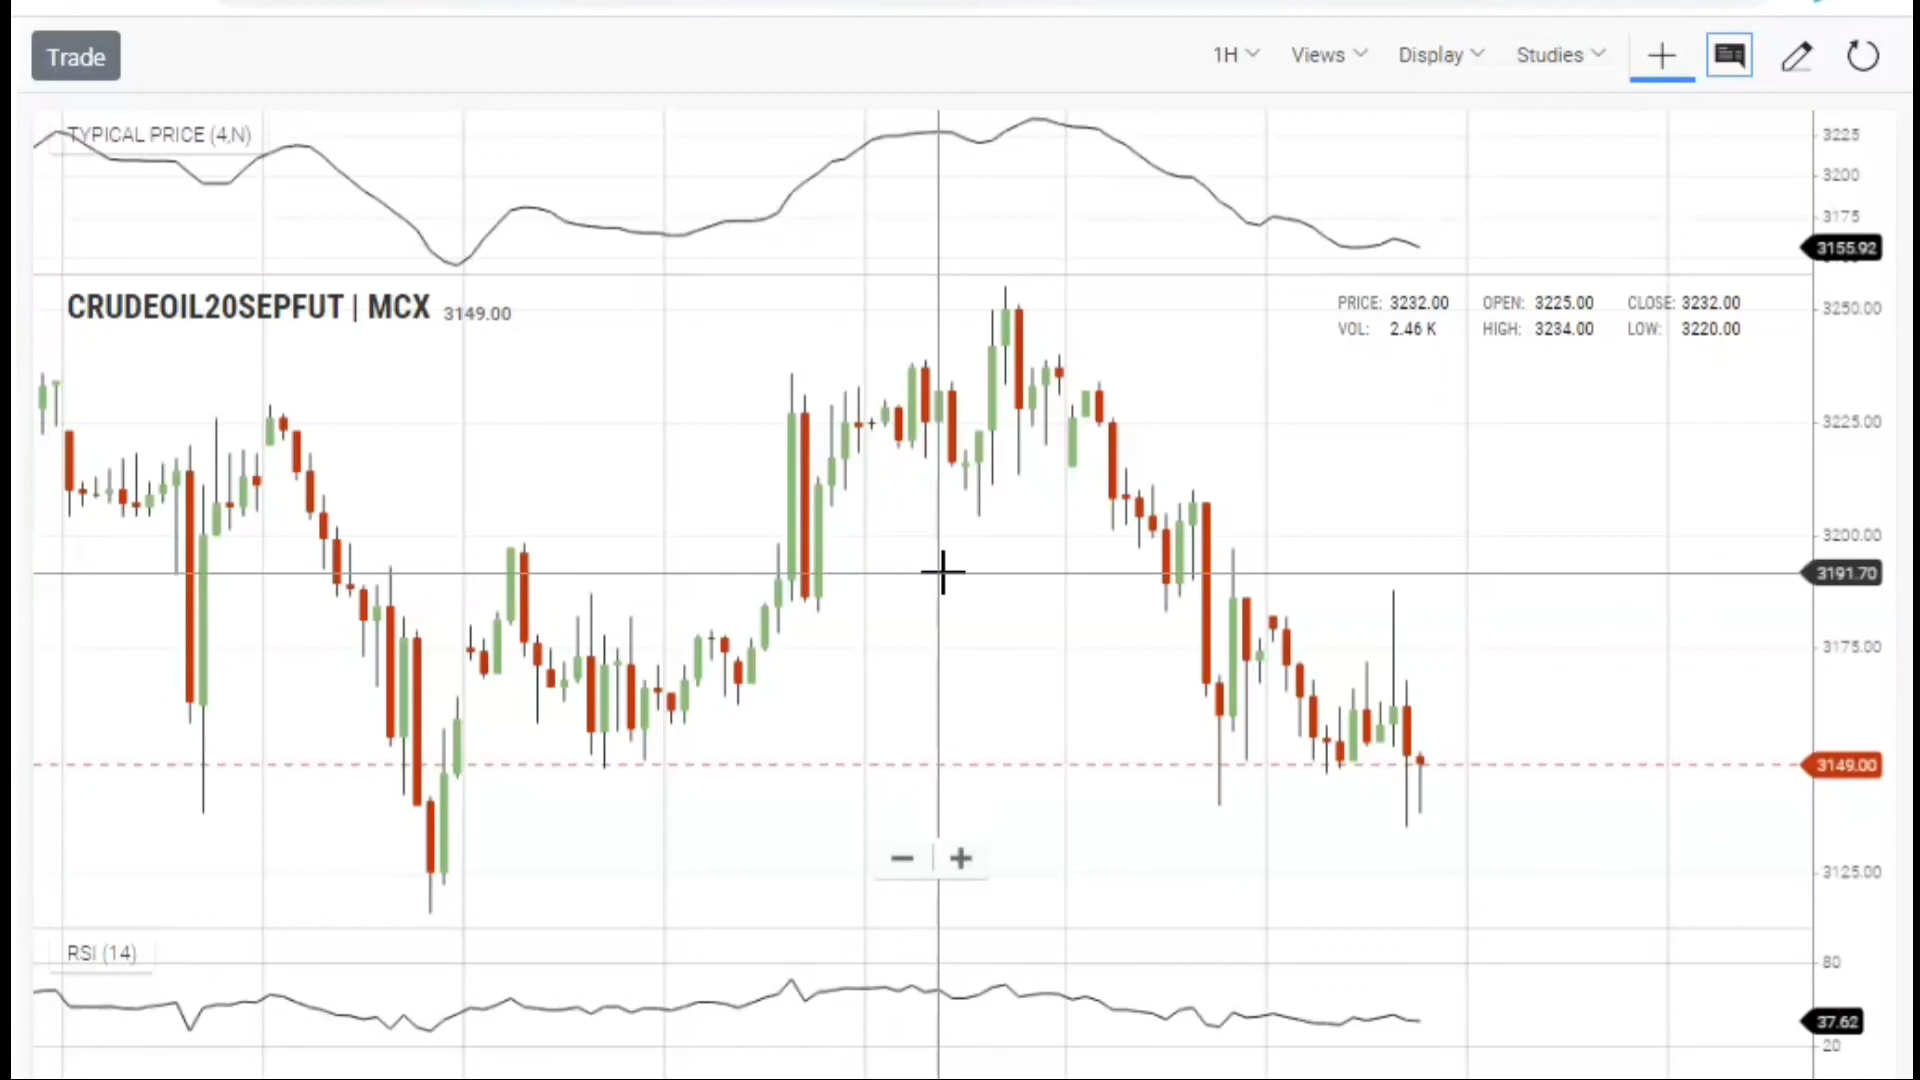 Trade
1H Views Display Studies
TYPICAL PRICE (4,N)
3225
3200
3175
3155.92
CRUDEOIL20SEPFUT | MCX 3149.00
PRICE: 3232.00 OPEN: 3225.00 CLOSE: 3232.00
VOL: 2.46 K HIGH: 3234.00 LOW: 3220.00
3250.00
3225.00
3200.00
3191.70
3175.00
3149.00
3125.00
RSI (14)
80
37.62
20